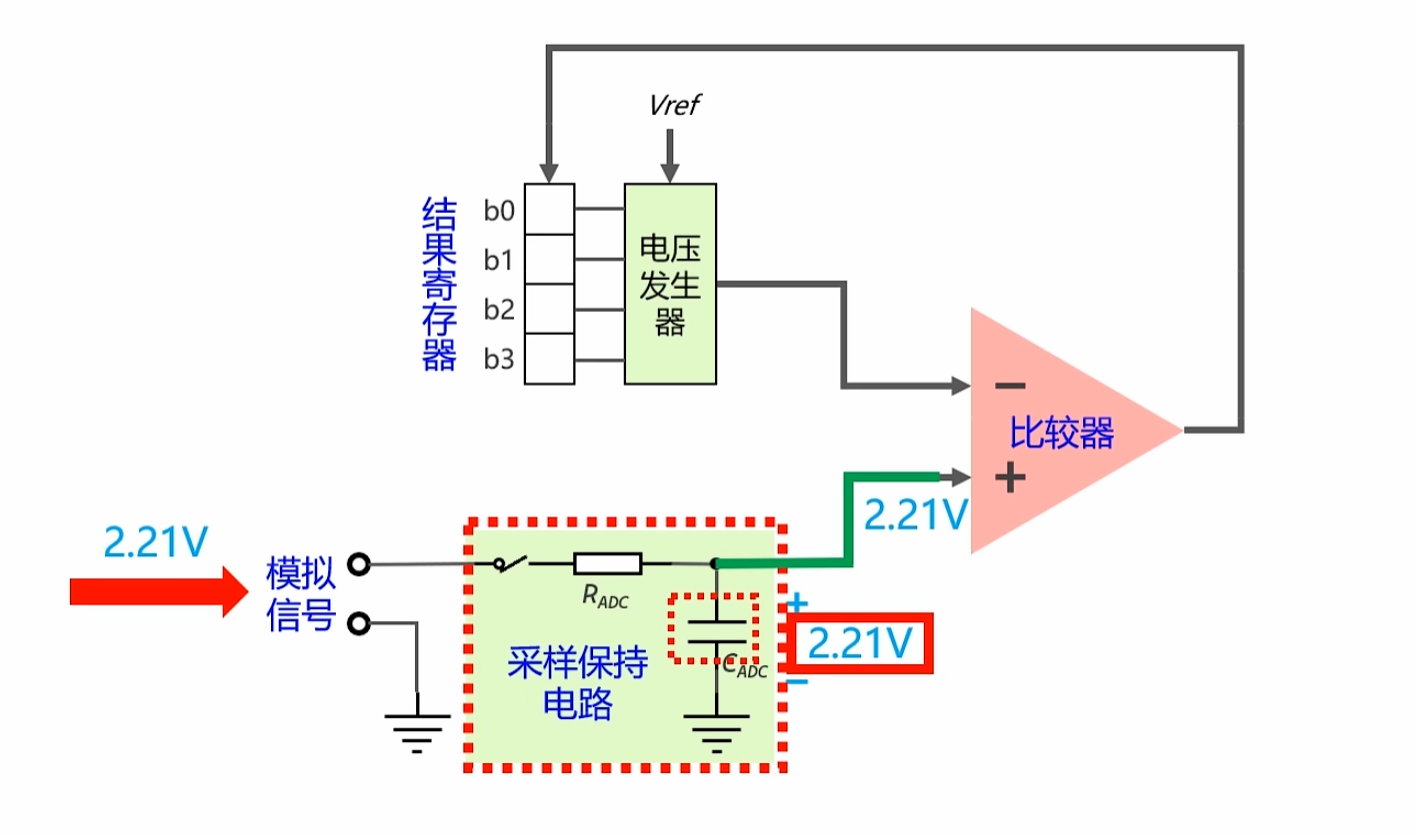 Vref
结果寄存器
b0
b1
b2
b3
电压
发生
器
比较器
+
−
2.21V
2.21V
模拟
信号
R_ADC
C_ADC
采样保持
电路
+
2.21V
−